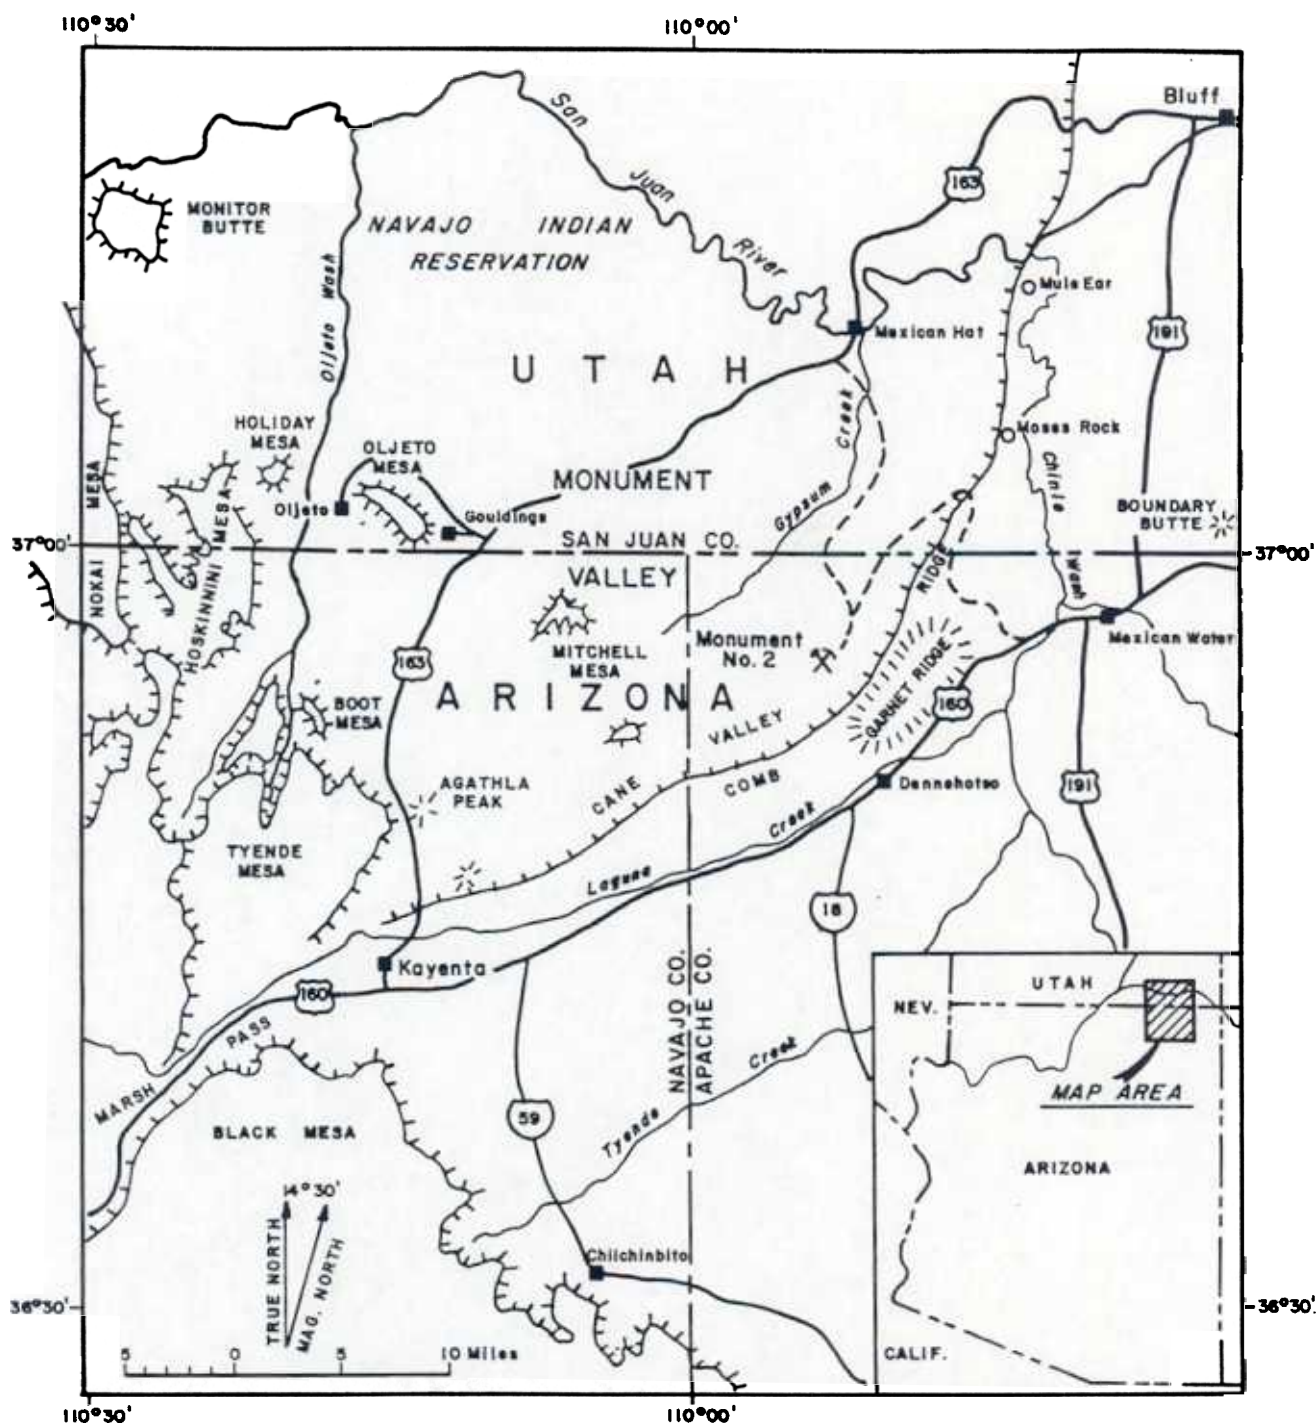 110°30'
110°00'
Bluff
San
Juan
River
163
MONITOR
BUTTE
NAVAJO INDIAN
RESERVATION
Oljeto Wash
Mule Ear
191
Mexican Hat
UTAH
Creek
HOLIDAY
MESA
OLJETO
MESA
Moses Rock
MESA
MONUMENT
Chinle
Gypsum
BOUNDARY
BUTTE
Oljeto
Gouldings
37°00'
SAN JUAN CO.
37°00'
VALLEY
RIDGE
Wash
NOKAI
HOSKINNINI MESA
Mexican Water
Monument
No. 2
MITCHELL
MESA
163
GARNET RIDGE
ARIZONA
BOOT
MESA
160
VALLEY
AGATHLA
PEAK
CANE
COMB
Dennehotso
191
Creek
TYENDE
MESA
Laguna
18
Kayenta
NAVAJO CO.
APACHE CO.
160
UTAH
NEV.
PASS
Creek
MARSH
MAP AREA
59
Tyende
BLACK MESA
ARIZONA
14°30'
TRUE NORTH
MAG. NORTH
Chilchinbito
36°30'
36°30'
5 0 5 10 Miles
CALIF.
110°30'
110°00'